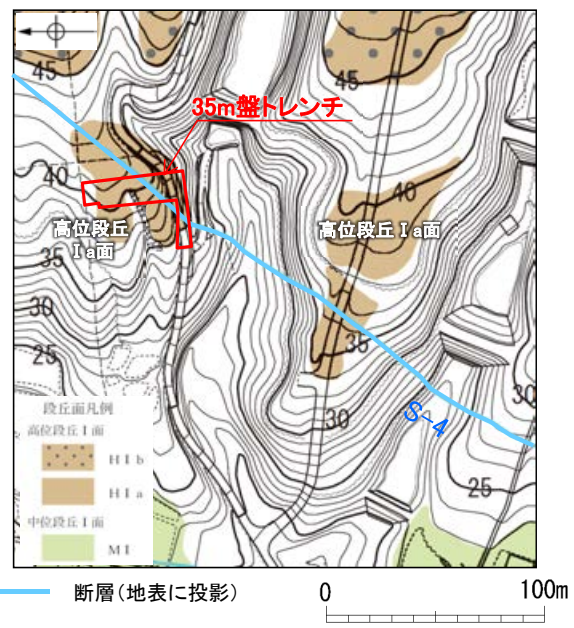 45
45
35m盤トレンチ
40
40
高位段丘
Ⅰa面
高位段丘Ⅰa面
35
30
35
25
30
30
S-4
25
段丘面凡例
高位段丘Ⅰ面
HⅠb
HⅠa
中位段丘Ⅰ面
MⅠ
断層(地表に投影)
0
100m